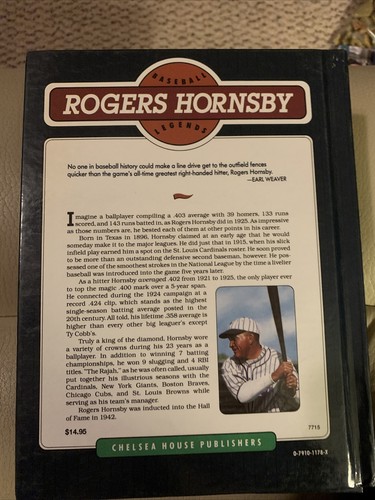 BASEBALL
ROGERS HORNSBY
LEGENDS
No one in baseball history could make a line drive get to the outfield fences
quicker than the game's all-time greatest right-handed hitter, Rogers Hornsby.
—EARL WEAVER
Imagine a ballplayer compiling a .403 average with 39 homers, 133 runs
scored, and 143 runs batted in, as Rogers Hornsby did in 1925. As impressive
as those numbers are, he bested each of them at other points in his career.
Born in Texas in 1896, Hornsby claimed at an early age that he would
someday make it to the major leagues. He did just that in 1915, when his slick
infield play earned him a spot on the St. Louis Cardinals roster. He soon proved
to be more than an outstanding defensive second baseman, however. He pos-
sessed one of the smoothest strokes in the National League by the time a livelier
baseball was introduced into the game five years later.
As a hitter Hornsby averaged .402 from 1921 to 1925, the only player ever
to top the magic .400 mark over a 5-year span.
He connected during the 1924 campaign at a
record .424 clip, which stands as the highest
single-season batting average posted in the
20th century. All told, his lifetime .358 average is
higher than every other big leaguer's except
Ty Cobb's.
Truly a king of the diamond, Hornsby wore
a variety of crowns during his 23 years as a
ballplayer. In addition to winning 7 batting
championships, he won 9 slugging and 4 RBI
titles. "The Rajah," as he was often called, usually
put together his illustrious seasons with the
Cardinals, New York Giants, Boston Braves,
Chicago Cubs, and St. Louis Browns while
serving as his team's manager.
Rogers Hornsby was inducted into the Hall
of Fame in 1942.
$14.95
7715
CHELSEA HOUSE PUBLISHERS
0-7910-1178-X